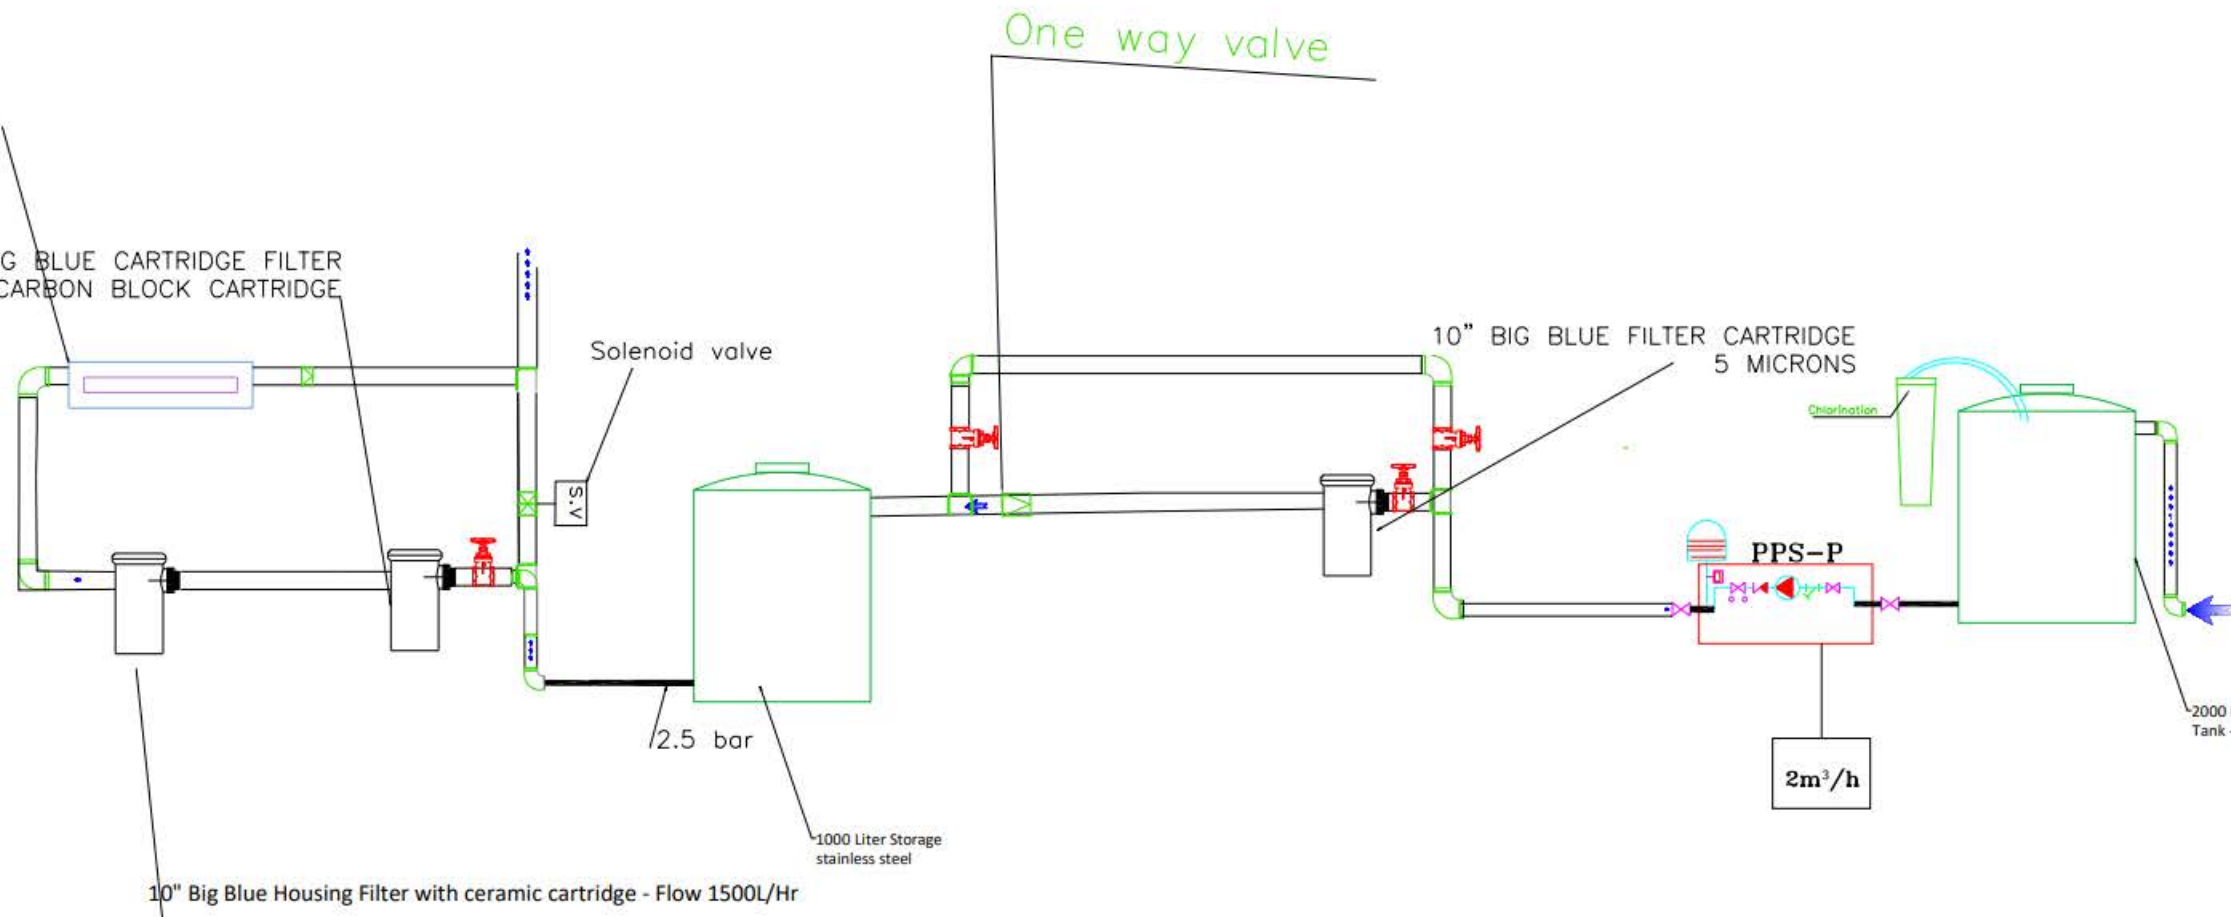 One way valve
G BLUE CARTRIDGE FILTER
CARBON BLOCK CARTRIDGE
Solenoid valve
10" BIG BLUE FILTER CARTRIDGE
5 MICRONS
Chlorination
S.V
PPS-P
2000
Tank -
2.5 bar
2m³/h
1000 Liter Storage
stainless steel
10" Big Blue Housing Filter with ceramic cartridge - Flow 1500L/Hr